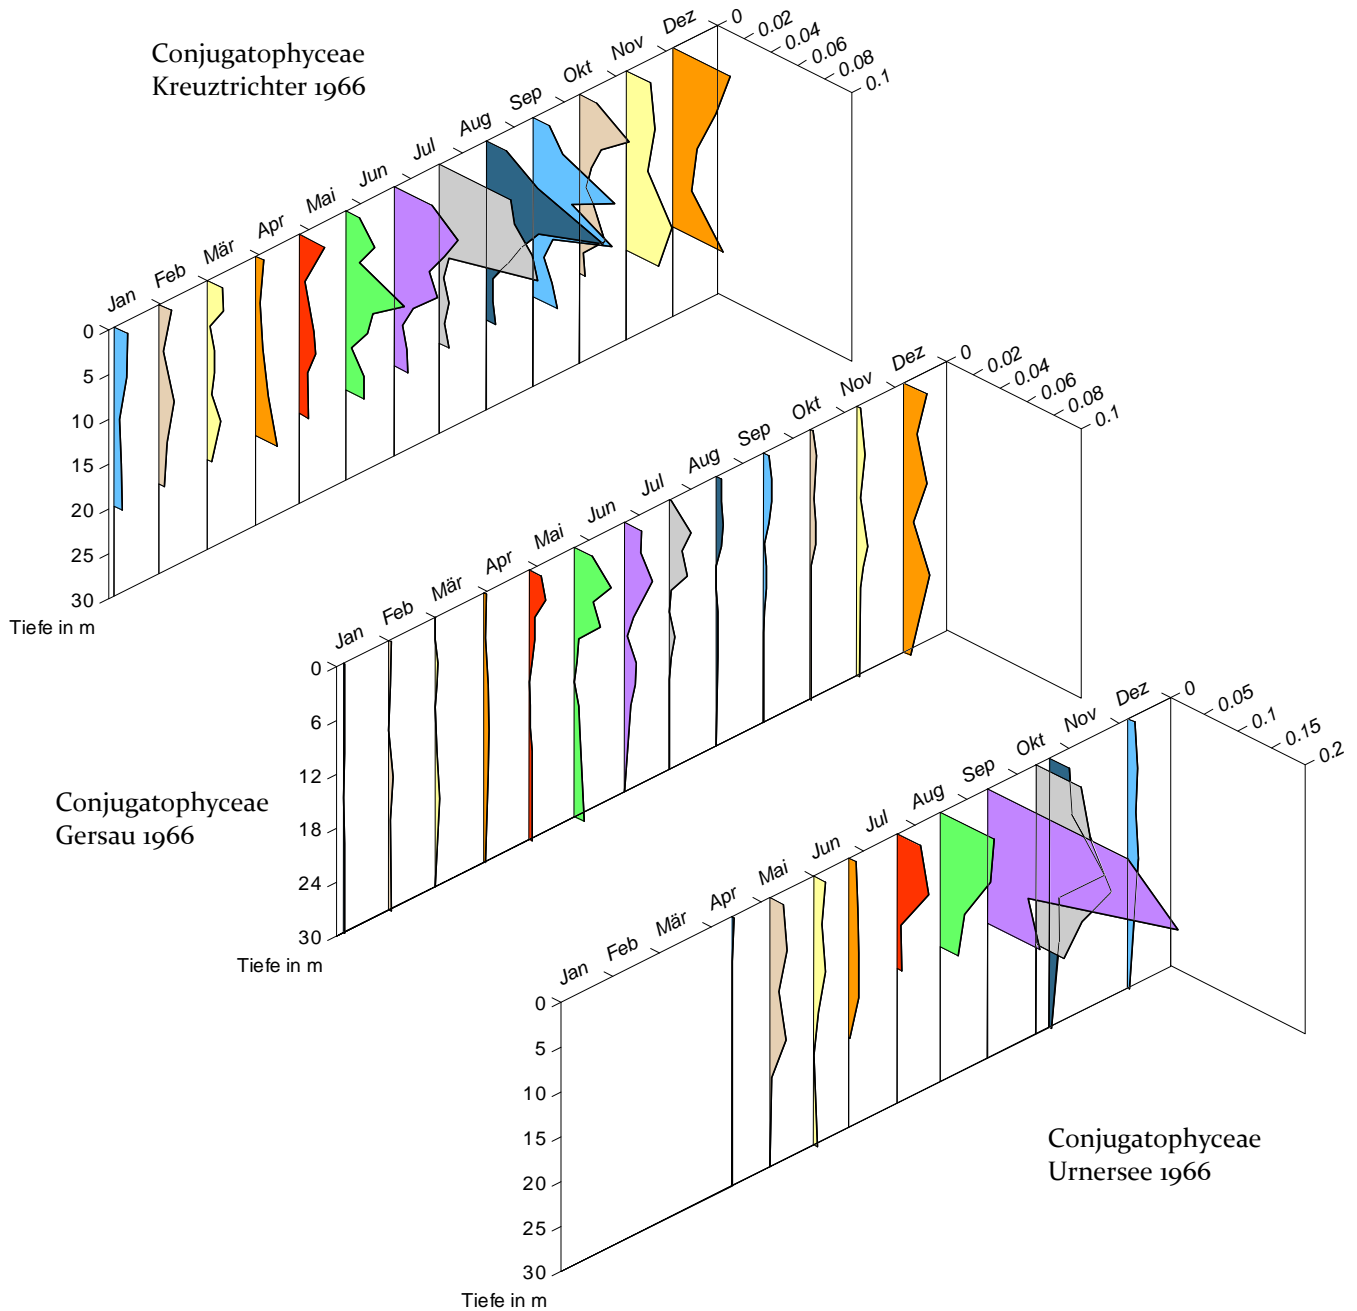 Conjugatophyceae
Kreuztrichter 1966
Jan
Feb
Mär
Apr
Mai
Jun
Jul
Aug
Sep
Okt
Nov
Dez
0
0.02
0.04
0.06
0.08
0.1
0
5
10
15
20
25
30
Tiefe in m
Conjugatophyceae
Gersau 1966
Jan
Feb
Mär
Apr
Mai
Jun
Jul
Aug
Sep
Okt
Nov
Dez
0
0.02
0.04
0.06
0.08
0.1
0
6
12
18
24
30
Tiefe in m
Conjugatophyceae
Urnersee 1966
Jan
Feb
Mär
Apr
Mai
Jun
Jul
Aug
Sep
Okt
Nov
Dez
0
0.05
0.1
0.15
0.2
0
5
10
15
20
25
30
Tiefe in m